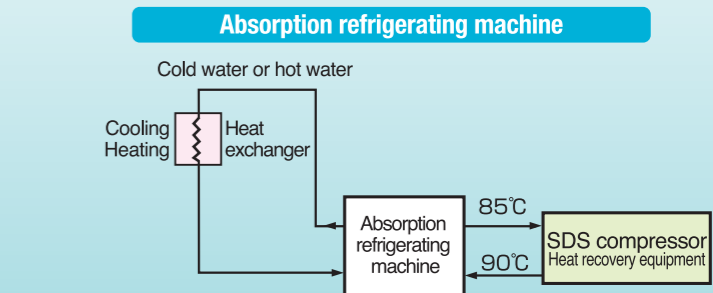 Absorption refrigerating machine
Cold water or hot water
Cooling
Heating
Heat
exchanger
Absorption
refrigerating
machine
85℃
90℃
SDS compressor
Heat recovery equipment